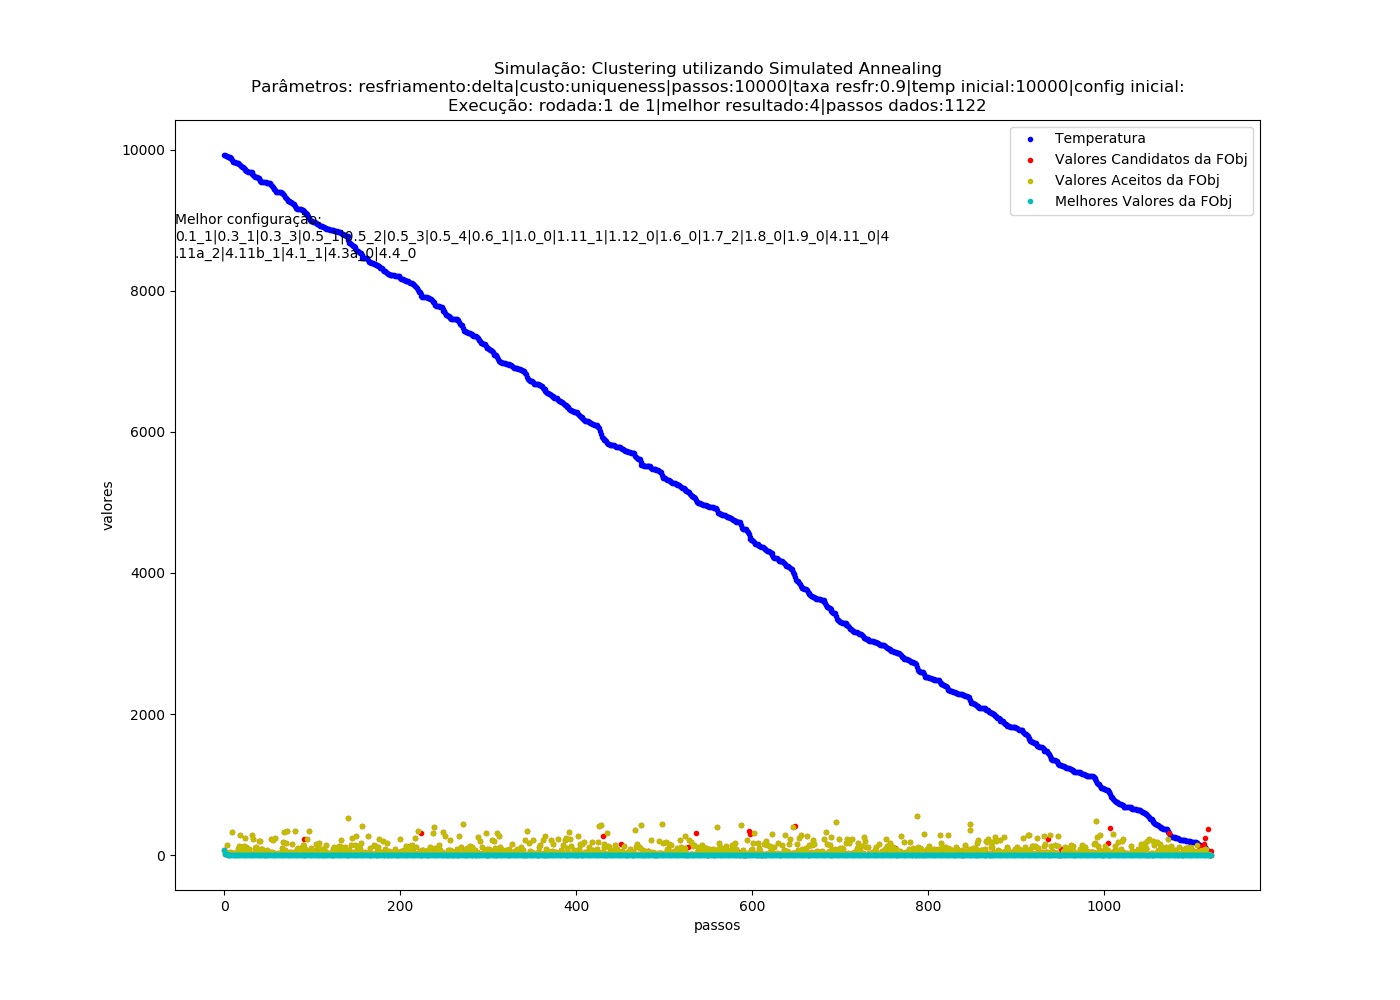 Simulação: Clustering utilizando Simulated Annealing
Parâmetros: resfriamento:delta|custo:uniqueness|passos:10000|taxa resfr:0.9|temp inicial:10000|config inicial:
Execução: rodada:1 de 1|melhor resultado:4|passos dados:1122
Temperatura
Valores Candidatos da FObj
Valores Aceitos da FObj
Melhores Valores da FObj
Melhor configuração:
0.1_1|0.3_1|0.3_3|0.5_1|0.5_2|0.5_3|0.5_4|0.6_1|1.0_0|1.11_1|1.12_0|1.6_0|1.7_2|1.8_0|1.9_0|4.11_0|4
.11a_2|4.11b_1|4.1_1|4.3a_0|4.4_0
valores
10000
8000
6000
4000
2000
0
0
200
400
600
800
1000
passos